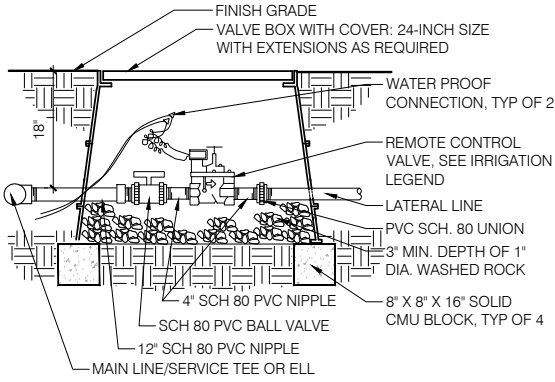 FINISH GRADE
VALVE BOX WITH COVER: 24-INCH SIZE
WITH EXTENSIONS AS REQUIRED
WATER PROOF
CONNECTION, TYP OF 2
18"
REMOTE CONTROL
VALVE, SEE IRRIGATION
LEGEND
LATERAL LINE
PVC SCH. 80 UNION
3" MIN. DEPTH OF 1"
DIA. WASHED ROCK
4" SCH 80 PVC NIPPLE
8" X 8" X 16" SOLID
CMU BLOCK, TYP OF 4
SCH 80 PVC BALL VALVE
12" SCH 80 PVC NIPPLE
MAIN LINE/SERVICE TEE OR ELL